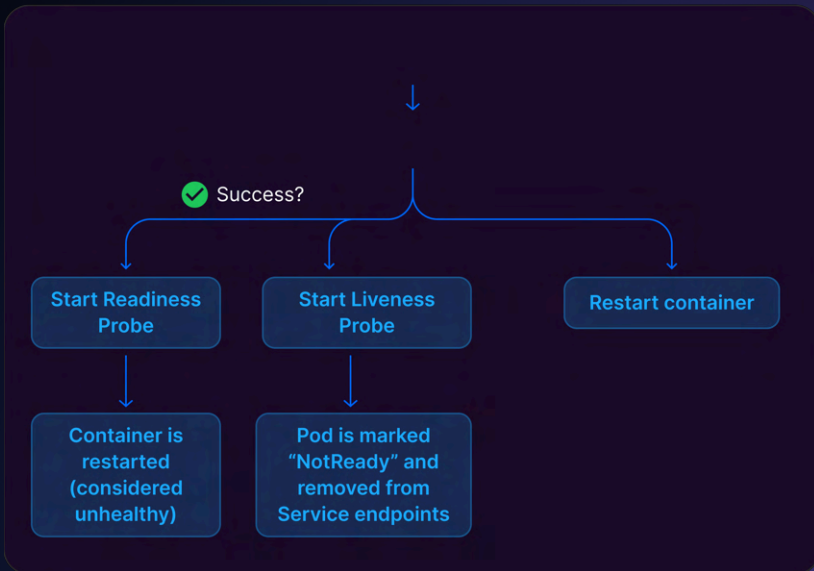 Success?
Start Readiness
Probe
Start Liveness
Probe
Restart container
Container is
restarted
(considered
unhealthy)
Pod is marked
“NotReady” and
removed from
Service endpoints